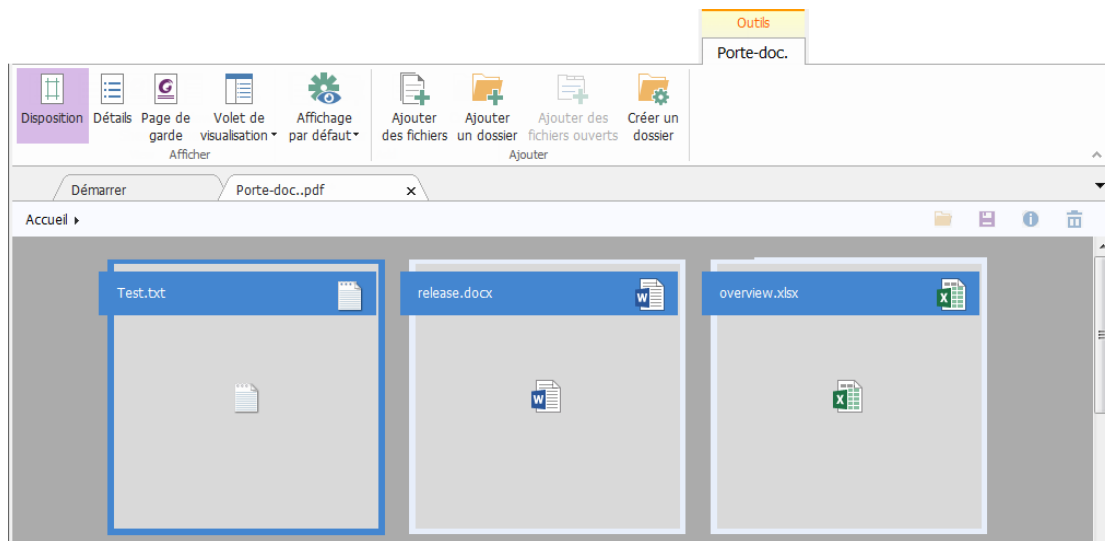 Outils
Porte-doc.
Disposition
Détails
Page de
garde
Volet de
visualisation
Affichage
par défaut
Afficher
Ajouter
des fichiers
Ajouter
un dossier
Ajouter des
fichiers ouverts
Créer un
dossier
Ajouter
Démarrer
Porte-doc..pdf
x
Accueil
Test.txt
release.docx
overview.xlsx